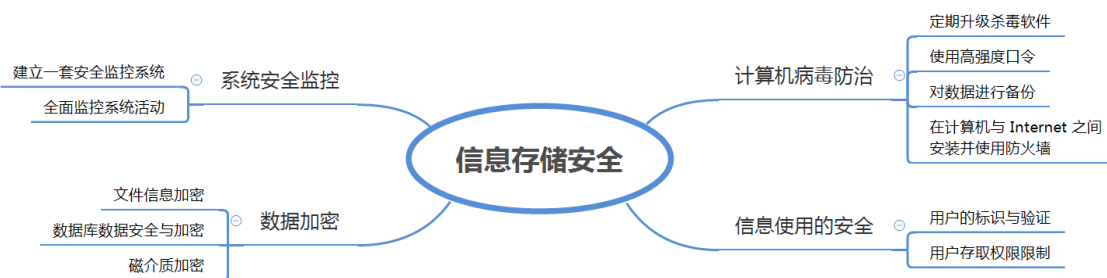 信息存储安全
计算机病毒防治
定期升级杀毒软件
使用高强度口令
对数据进行备份
在计算机与 Internet 之间
安装并使用防火墙
信息使用的安全
用户的标识与验证
用户存取权限限制
系统安全监控
建立一套安全监控系统
全面监控系统活动
数据加密
文件信息加密
数据库数据安全与加密
磁介质加密